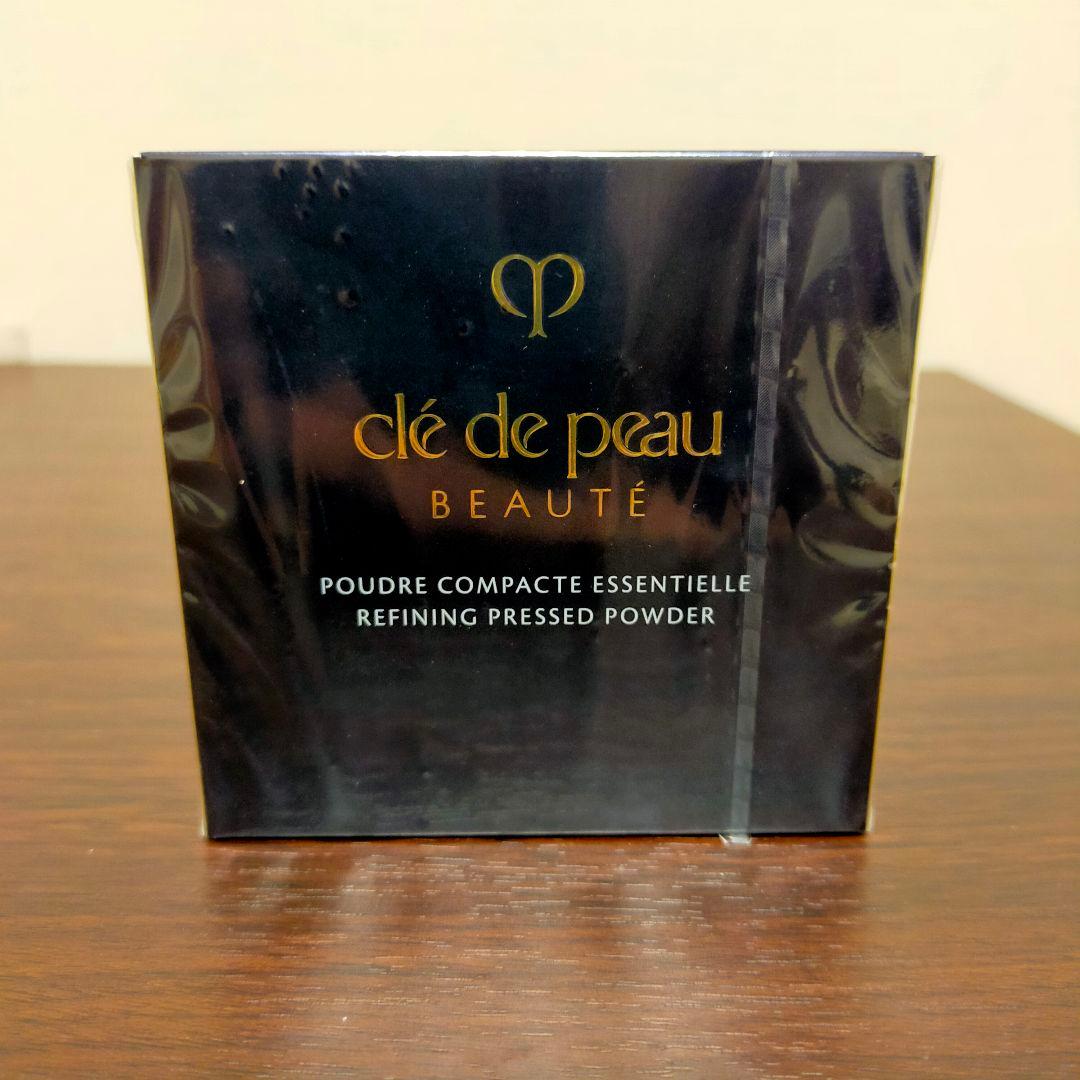 clé de peau
BEAUTÉ
POUDRE COMPACTE ESSENTIELLE
REFINING PRESSED POWDER